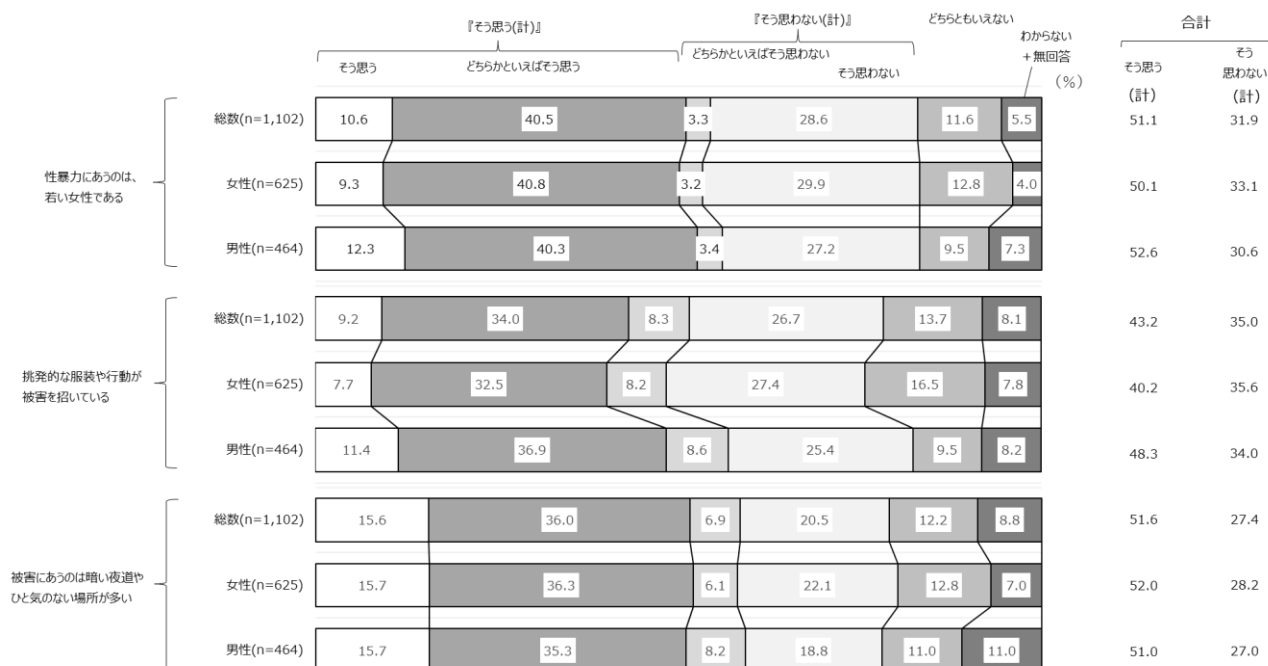 『そう思う(計)』
『そう思わない(計)』
どちらともいえない
わからない
＋無回答
(%)
そう思う
どちらかといえばそう思う
どちらかといえばそう思わない
そう思わない
合計
そう思う
(計)
そう
思わない
(計)
性暴力にあうのは、
若い女性である
総数(n=1,102) 10.6 40.5 3.3 28.6 11.6 5.5 51.1 31.9
女性(n=625) 9.3 40.8 3.2 29.9 12.8 4.0 50.1 33.1
男性(n=464) 12.3 40.3 3.4 27.2 9.5 7.3 52.6 30.6
挑発的な服装や行動が
被害を招いている
総数(n=1,102) 9.2 34.0 8.3 26.7 13.7 8.1 43.2 35.0
女性(n=625) 7.7 32.5 8.2 27.4 16.5 7.8 40.2 35.6
男性(n=464) 11.4 36.9 8.6 25.4 9.5 8.2 48.3 34.0
被害にあうのは暗い夜道や
ひと気のない場所が多い
総数(n=1,102) 15.6 36.0 6.9 20.5 12.2 8.8 51.6 27.4
女性(n=625) 15.7 36.3 6.1 22.1 12.8 7.0 52.0 28.2
男性(n=464) 15.7 35.3 8.2 18.8 11.0 11.0 51.0 27.0